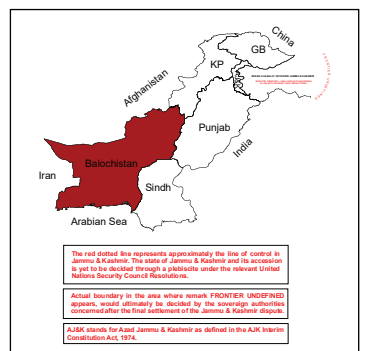 China
GB
KP
Afghanistan
Punjab
India
Balochistan
Iran
Sindh
Arabian Sea
The red dotted line represents approximately the line of control in
Jammu & Kashmir. The state of Jammu & Kashmir and its accession
is yet to be decided through a plebiscite under the relevant United
Nations Security Council Resolutions.
Actual boundary in the area where remark FRONTIER UNDEFINED
appears, would ultimately be decided by the sovereign authorities
concerned after the final settlement of the Jammu & Kashmir dispute.
AJ&K stands for Azad Jammu & Kashmir as defined in the AJK Interim
Constitution Act, 1974.